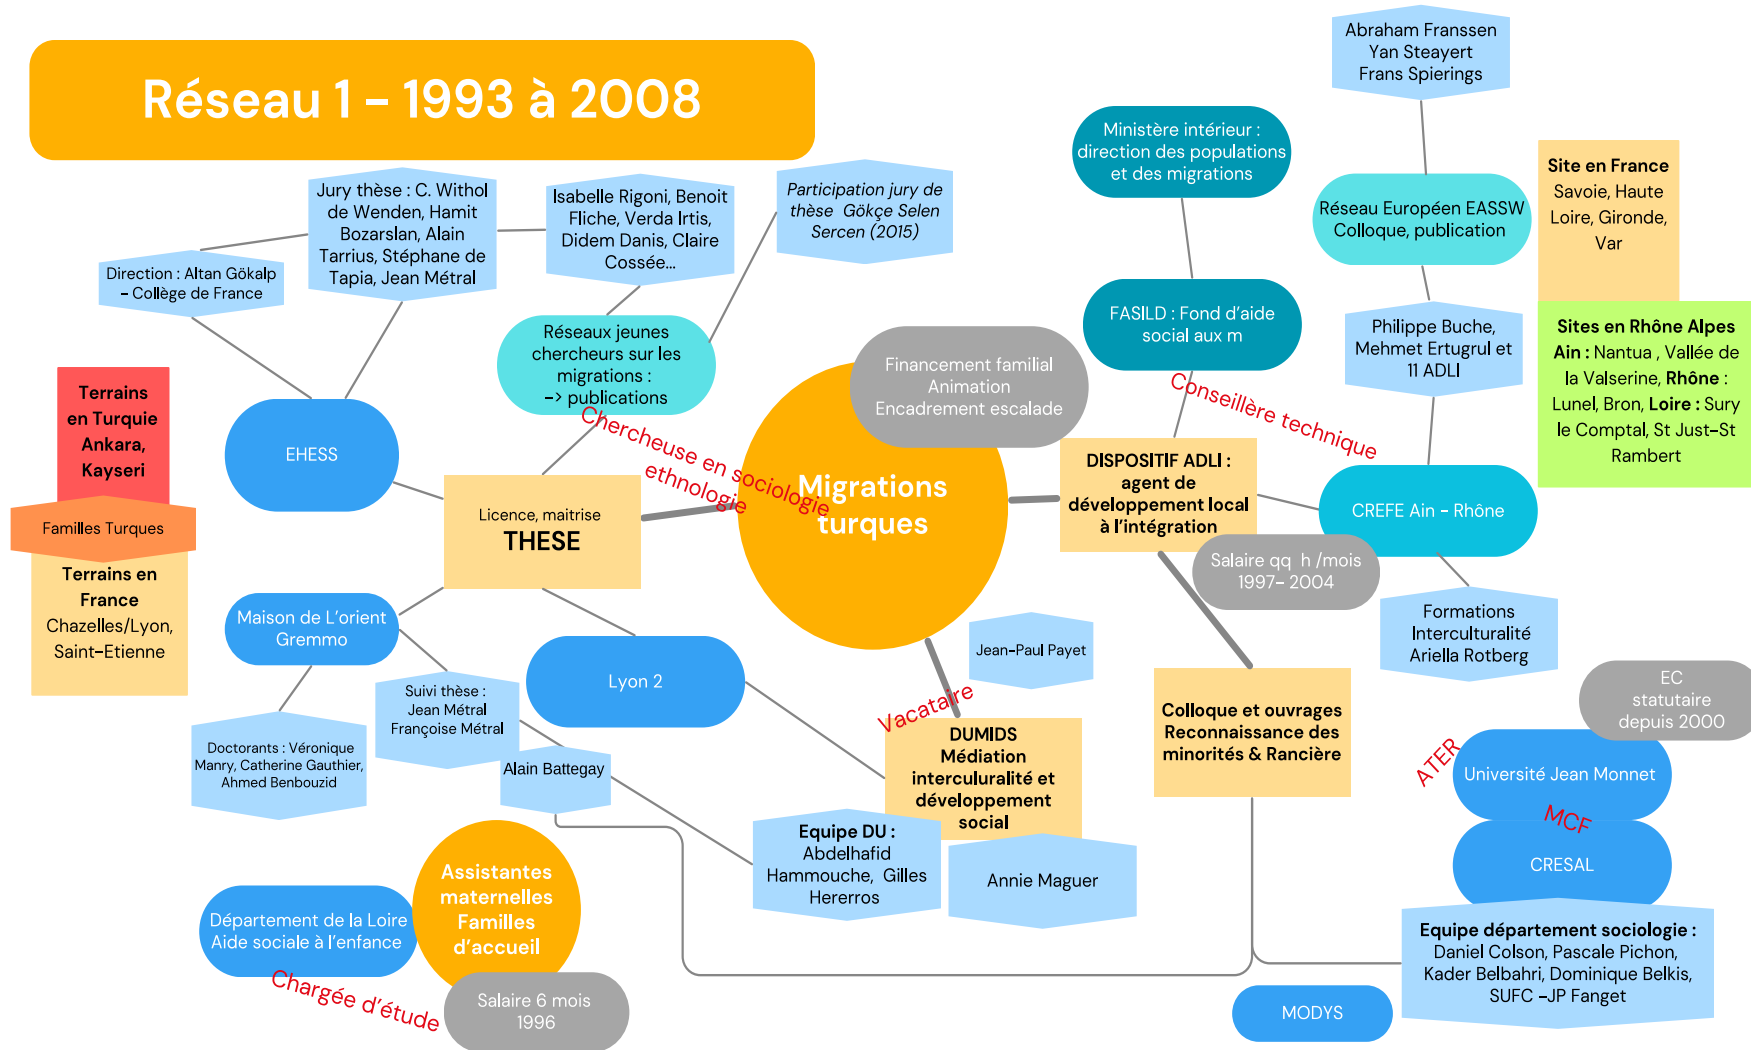 Réseau 1 - 1993 à 2008
Abraham Franssen
Yan Steayert
Frans Spierings
Ministère intérieur :
direction des populations
et des migrations
Site en France
Savoie, Haute
Loire, Gironde,
Var
Jury thèse : C. Withol
de Wenden, Hamit
Bozarslan, Alain
Tarrius, Stéphane de
Tapia, Jean Métral
Isabelle Rigoni, Benoit
Fliche, Verda Irtis,
Didem Danis, Claire
Cossée...
Participation jury de
thèse Gökçe Selen
Sercen (2015)
Réseau Européen EASSW
Colloque, publication
Direction : Altan Gökalp
- Collège de France
FASILD : Fond d'aide
social aux m
Philippe Buche,
Mehmet Ertugrul et
11 ADLI
Sites en Rhône Alpes
Ain : Nantua , Vallée de
la Valserine, Rhône :
Lunel, Bron, Loire : Sury
le Comptal, St Just-St
Rambert
Réseaux jeunes
chercheurs sur les
migrations :
-> publications
Financement familial
Animation
Encadrement escalade
Conseillère technique
Terrains
en Turquie
Ankara,
Kayseri
EHESS
Chercheuse en sociologie
ethnologie
Migrations
turques
DISPOSITIF ADLI :
agent de
développement local
à l'intégration
CREFE Ain - Rhône
Familles Turques
Licence, maitrise
THESE
Salaire qq h /mois
1997- 2004
Terrains en
France
Chazelles/Lyon,
Saint-Etienne
Maison de L'orient
Gremmo
Jean-Paul Payet
Formations
Interculturalité
Ariella Rotberg
Lyon 2
Suivi thèse :
Jean Métral
Françoise Métral
Vacataire
EC
statutaire
depuis 2000
Colloque et ouvrages
Reconnaissance des
minorités & Rancière
DUMIDS
Médiation
interculuralité et
développement
social
Doctorants : Véronique
Manry, Catherine Gauthier,
Ahmed Benbouzid
Alain Battegay
ATER
Université Jean Monnet
MCF
CRESAL
Equipe DU :
Abdelhafid
Hammouche, Gilles
Hererros
Annie Maguer
Assistantes
maternelles
Familles
d'accueil
Département de la Loire
Aide sociale à l'enfance
Chargée d'étude
Salaire 6 mois
1996
Equipe département sociologie :
Daniel Colson, Pascale Pichon,
Kader Belbahri, Dominique Belkis,
SUFC -JP Fanget
MODYS